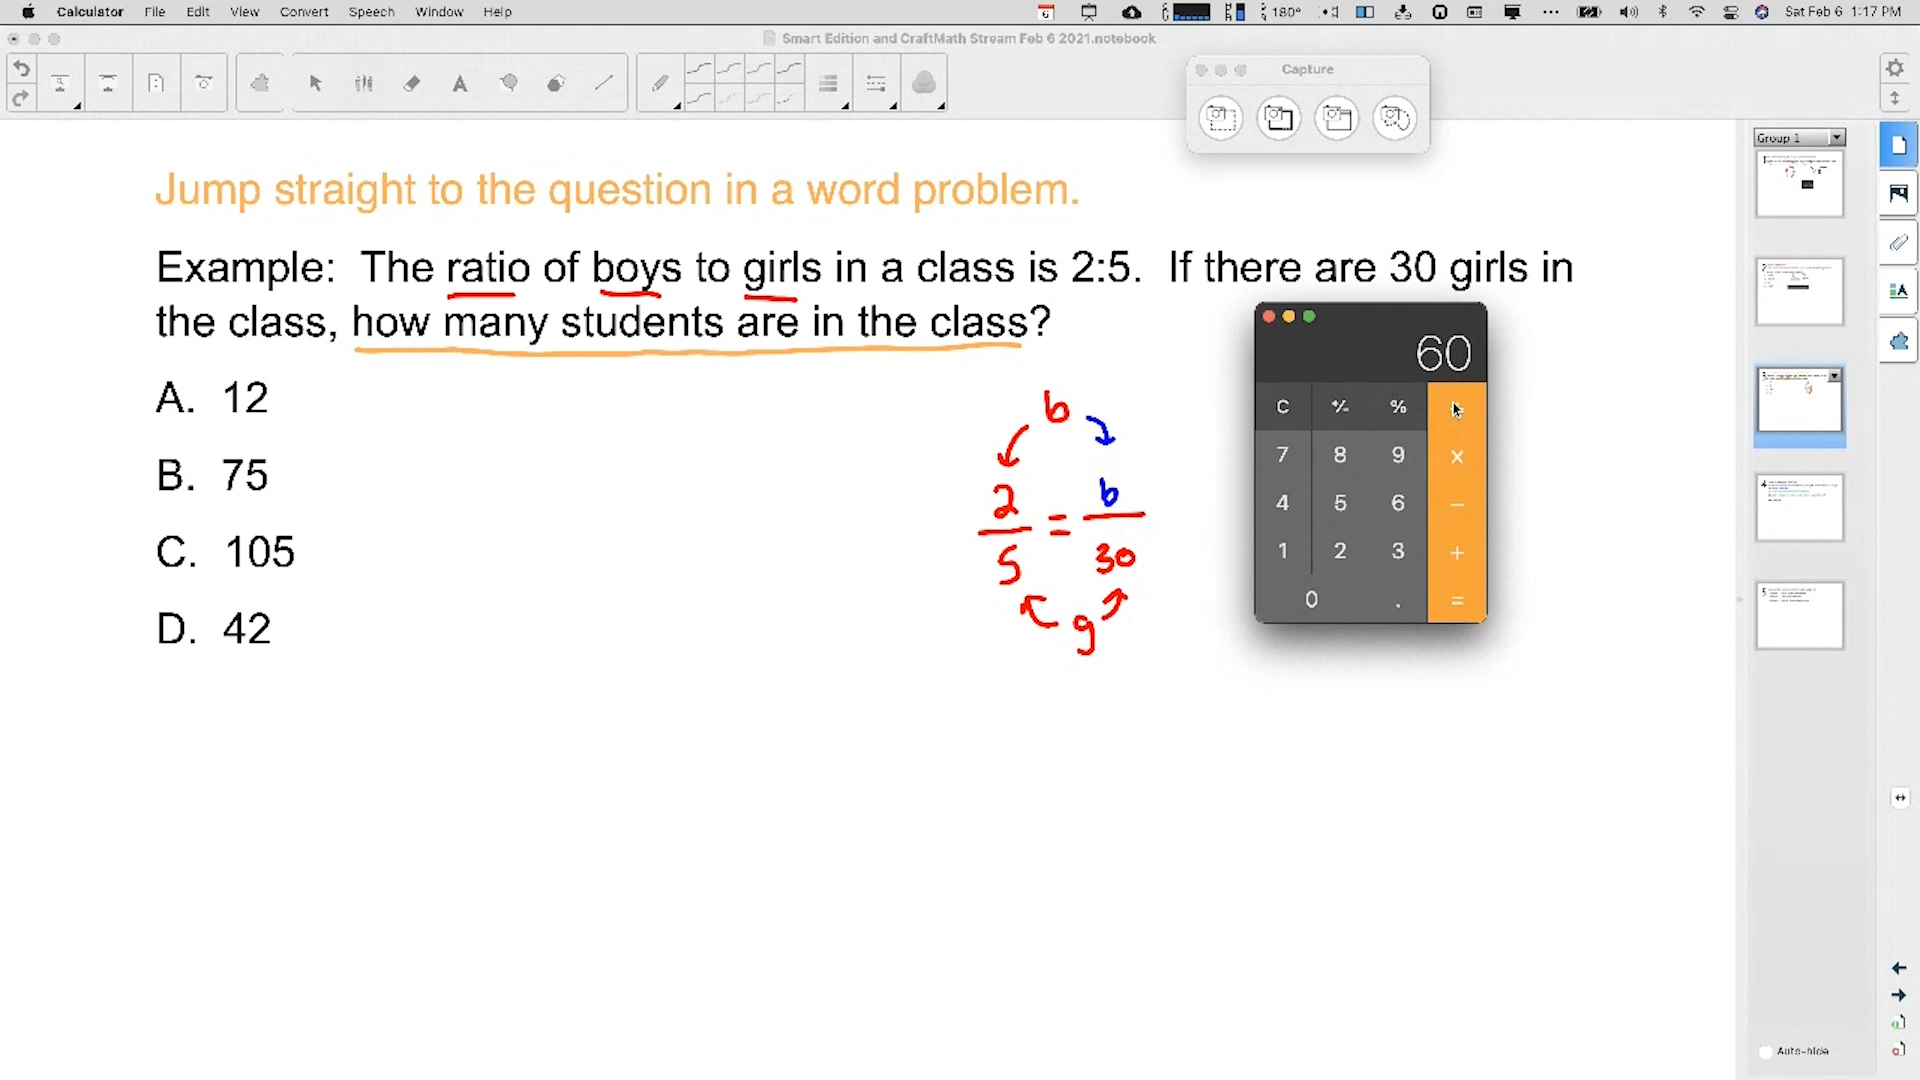 Calculator File Edit View Convert Speech Window Help 180° Sat Feb 6 1:17 PM
Smart Edition and CraftMath Stream Feb 6 2021.notebook
Capture
Group 1
Jump straight to the question in a word problem.
Example: The ratio of boys to girls in a class is 2:5. If there are 30 girls in
the class, how many students are in the class?
A. 12
B. 75
C. 105
D. 42
b
2 = b
5 30
g
60
C +/- %
7 8 9 ×
4 5 6 −
1 2 3 +
0 . =
Auto-hide